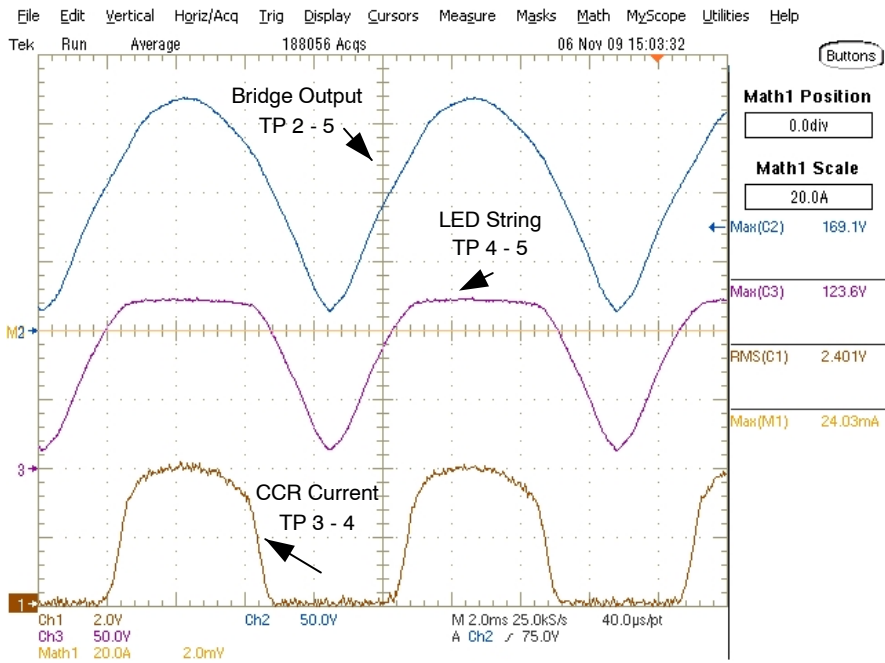 File Edit Vertical Horiz/Acq Trig Display Cursors Measure Masks Math MyScope Utilities Help
Tek Run Average 188056 Acqs 06 Nov 09 15:03:32
Buttons
Bridge Output
TP 2 - 5
LED String
TP 4 - 5
CCR Current
TP 3 - 4
M2
3
1
Math1 Position
0.0div
Math1 Scale
20.0A
Max(C2) 169.1V
Max(C3) 123.6V
RMS(C1) 2.401V
Max(M1) 24.03mA
Ch1 2.0V Ch2 50.0V M 2.0ms 25.0kS/s 40.0µs/pt
Ch3 50.0V A Ch2 ∕ 75.0V
Math1 20.0A 2.0mV